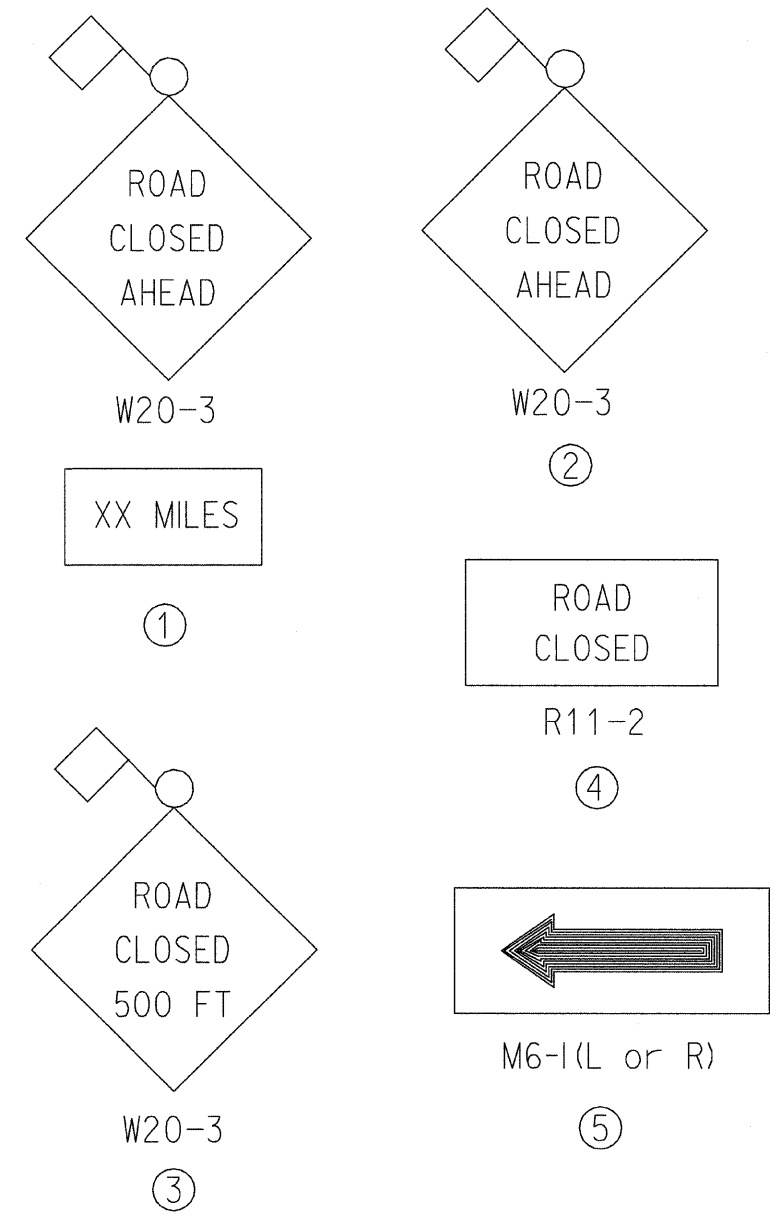 ROAD
CLOSED
AHEAD
W20-3
XX MILES
1
ROAD
CLOSED
AHEAD
W20-3
2
ROAD
CLOSED
500 FT
W20-3
3
ROAD
CLOSED
R11-2
4
M6-1(L or R)
5